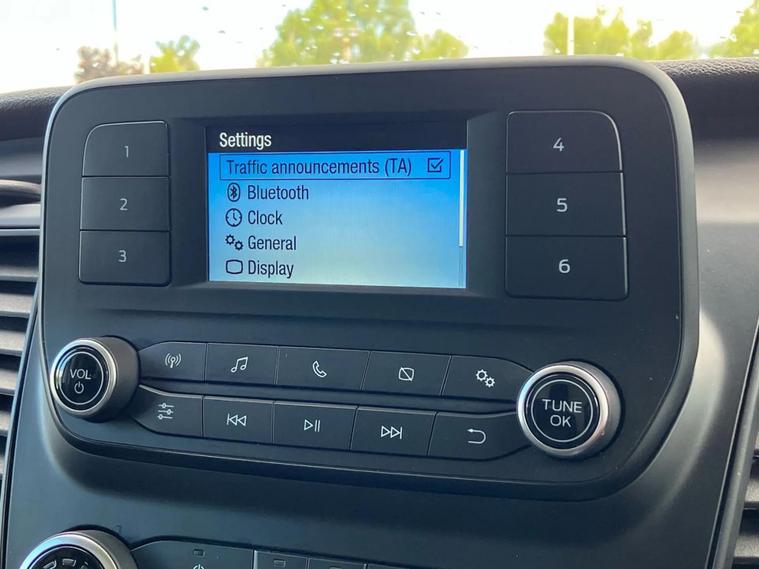 Settings
Traffic announcements (TA)
Bluetooth
Clock
General
Display
1
2
3
4
5
6
VOL
TUNE
OK